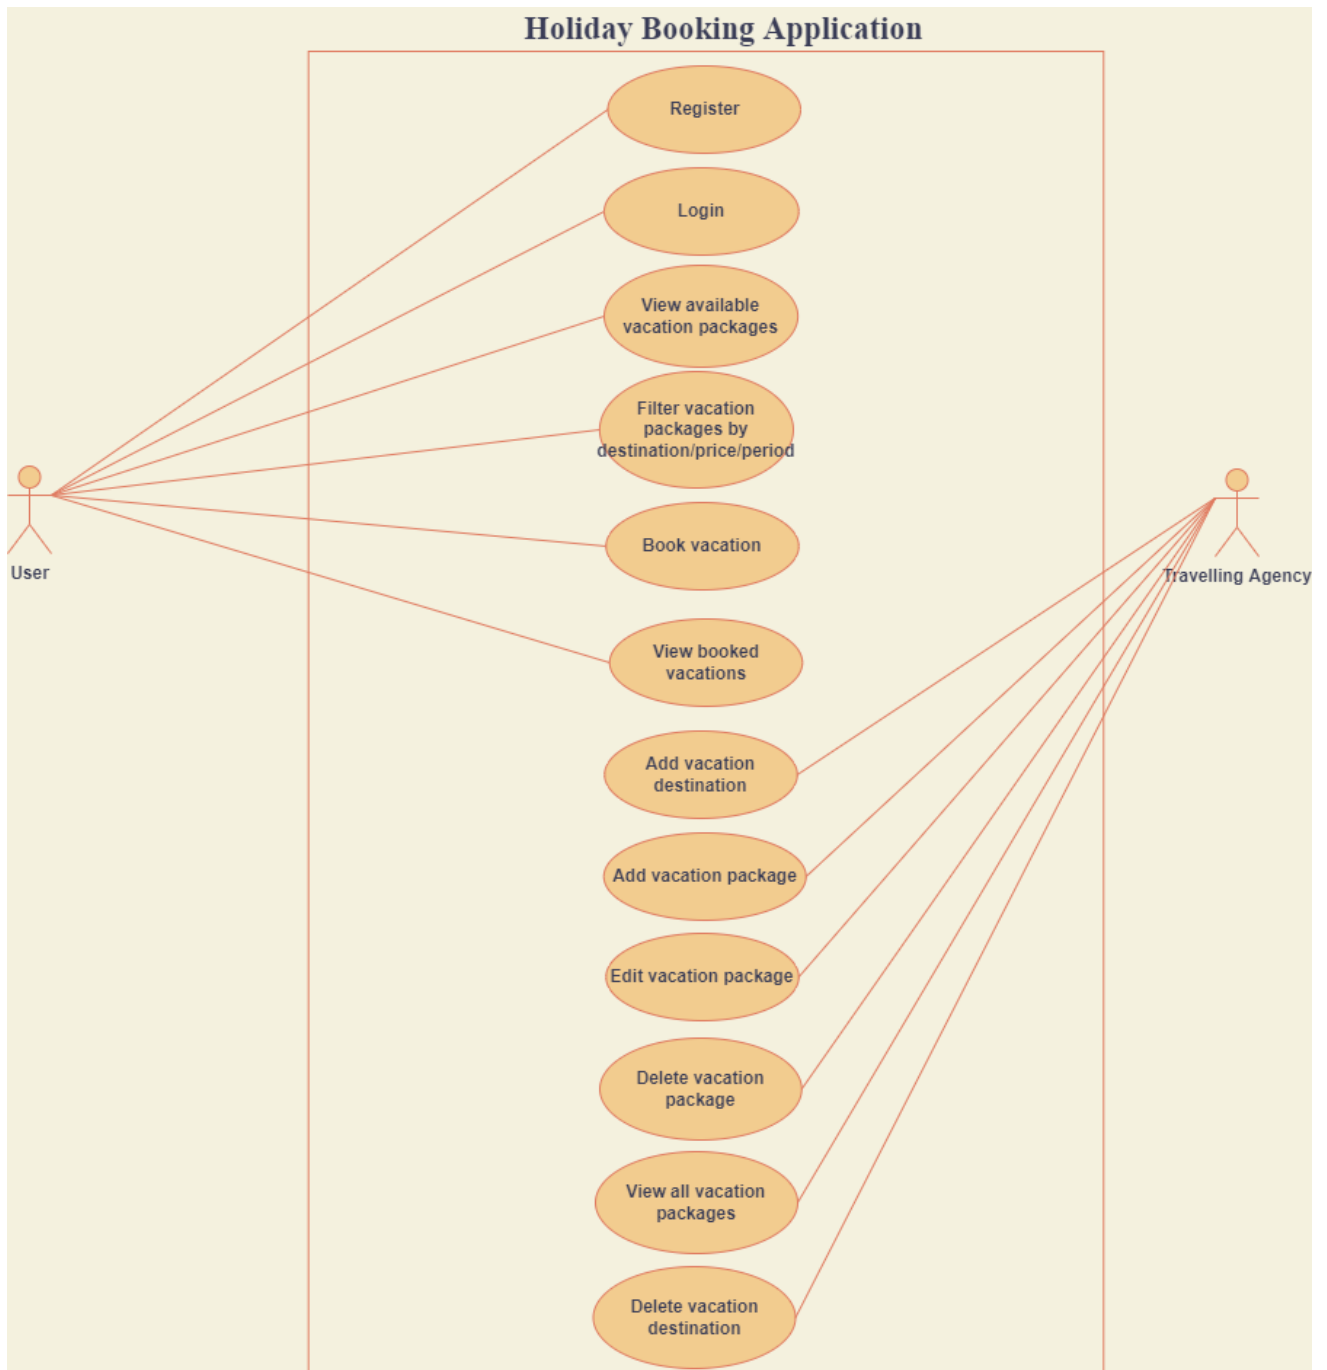 Holiday Booking Application
Register
Login
View available
vacation packages
Filter vacation
packages by
destination/price/period
Book vacation
User
Travelling Agency
View booked
vacations
Add vacation
destination
Add vacation package
Edit vacation package
Delete vacation
package
View all vacation
packages
Delete vacation
destination